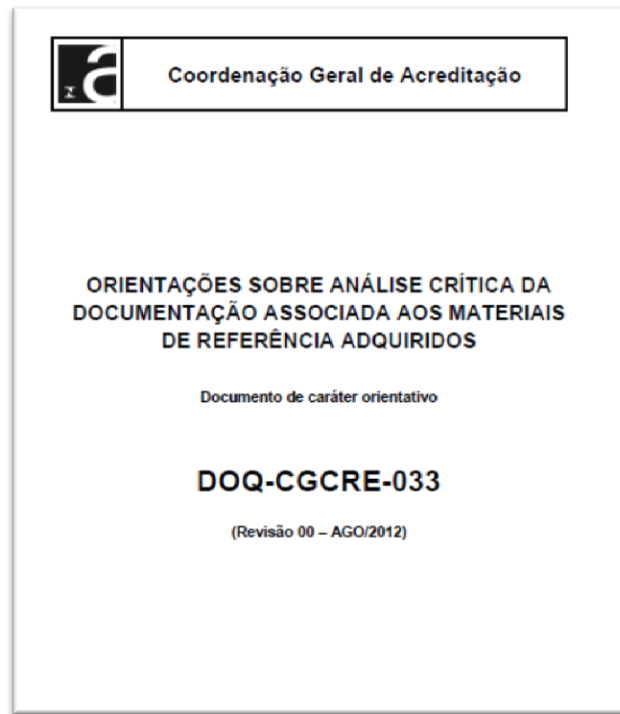 Coordenação Geral de Acreditação
ORIENTAÇÕES SOBRE ANÁLISE CRÍTICA DA
DOCUMENTAÇÃO ASSOCIADA AOS MATERIAIS
DE REFERÊNCIA ADQUIRIDOS
Documento de caráter orientativo
DOQ-CGCRE-033
(Revisão 00 – AGO/2012)